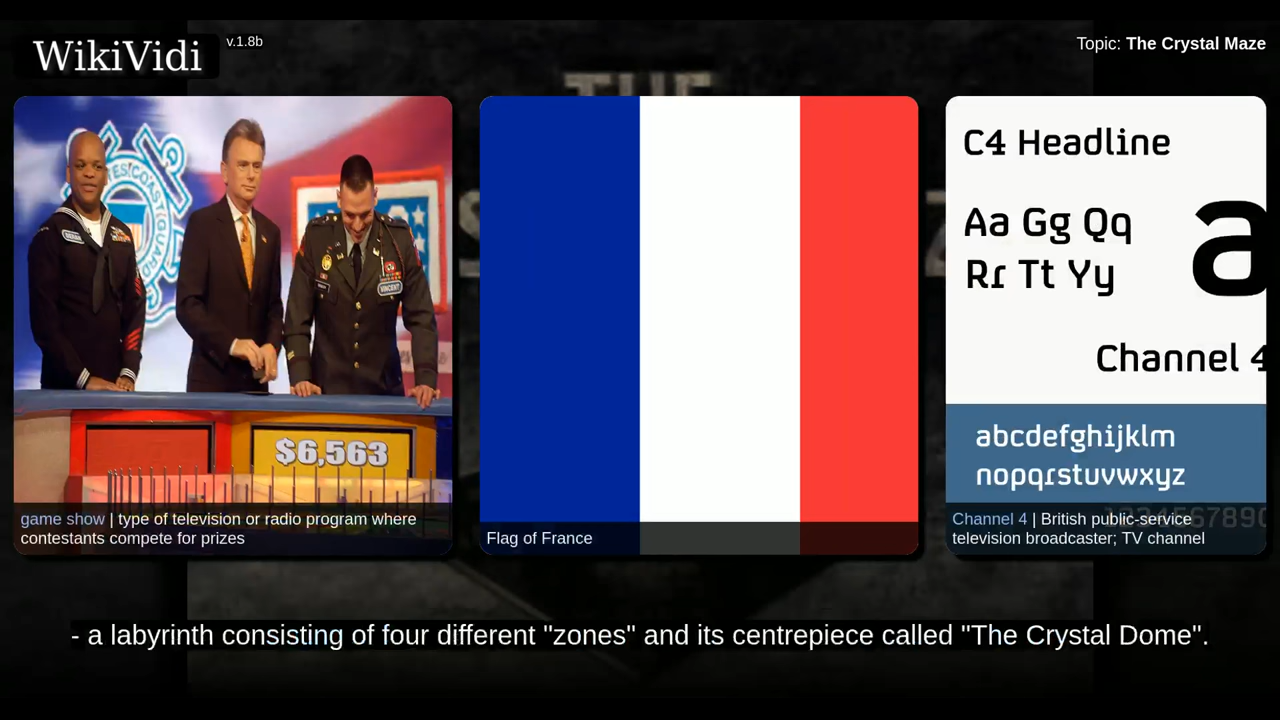 WikiVidi
v.1.8b
Topic: The Crystal Maze
$6,563
game show | type of television or radio program where
contestants compete for prizes
Flag of France
C4 Headline
Aa Gg Qq
Rr Tt Yy
a
Channel 4
abcdefghijklm
nopqrstuvwxyz
Channel 4 | British public-service
television broadcaster; TV channel
- a labyrinth consisting of four different "zones" and its centrepiece called "The Crystal Dome".